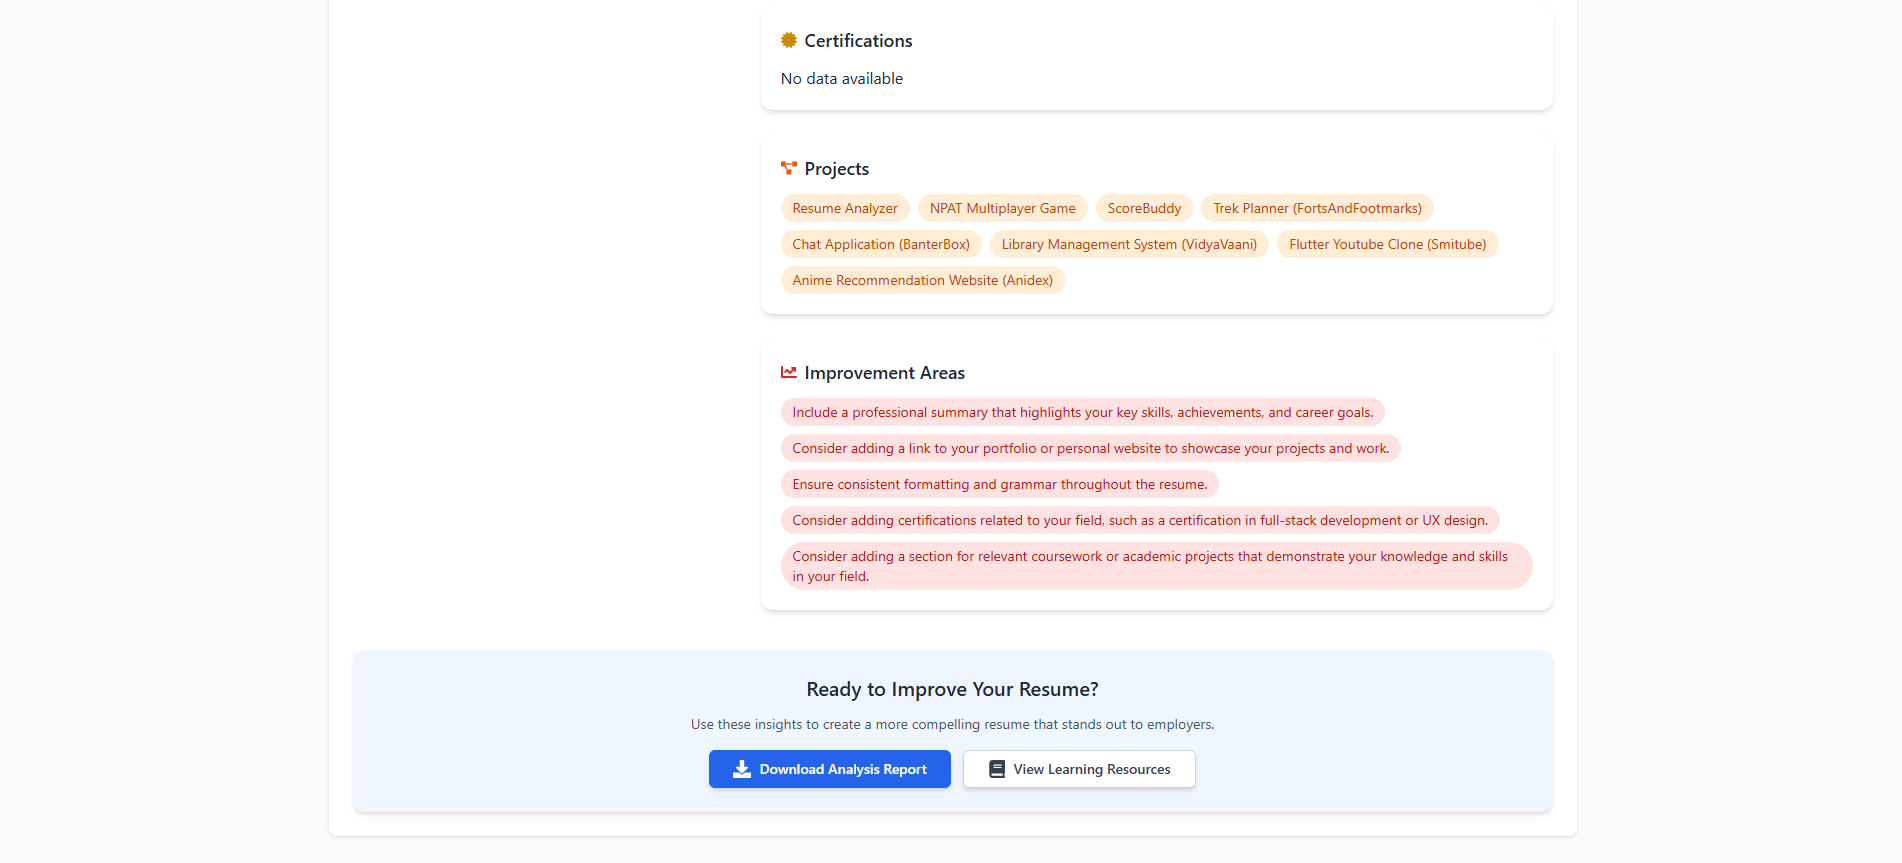 Certifications
No data available
Projects
Resume Analyzer NPAT Multiplayer Game ScoreBuddy Trek Planner (FortsAndFootmarks)
Chat Application (BanterBox) Library Management System (VidyaVaani) Flutter Youtube Clone (Smitube)
Anime Recommendation Website (Anidex)
Improvement Areas
Include a professional summary that highlights your key skills, achievements, and career goals.
Consider adding a link to your portfolio or personal website to showcase your projects and work.
Ensure consistent formatting and grammar throughout the resume.
Consider adding certifications related to your field, such as a certification in full-stack development or UX design.
Consider adding a section for relevant coursework or academic projects that demonstrate your knowledge and skills
in your field.
Ready to Improve Your Resume?
Use these insights to create a more compelling resume that stands out to employers.
Download Analysis Report View Learning Resources